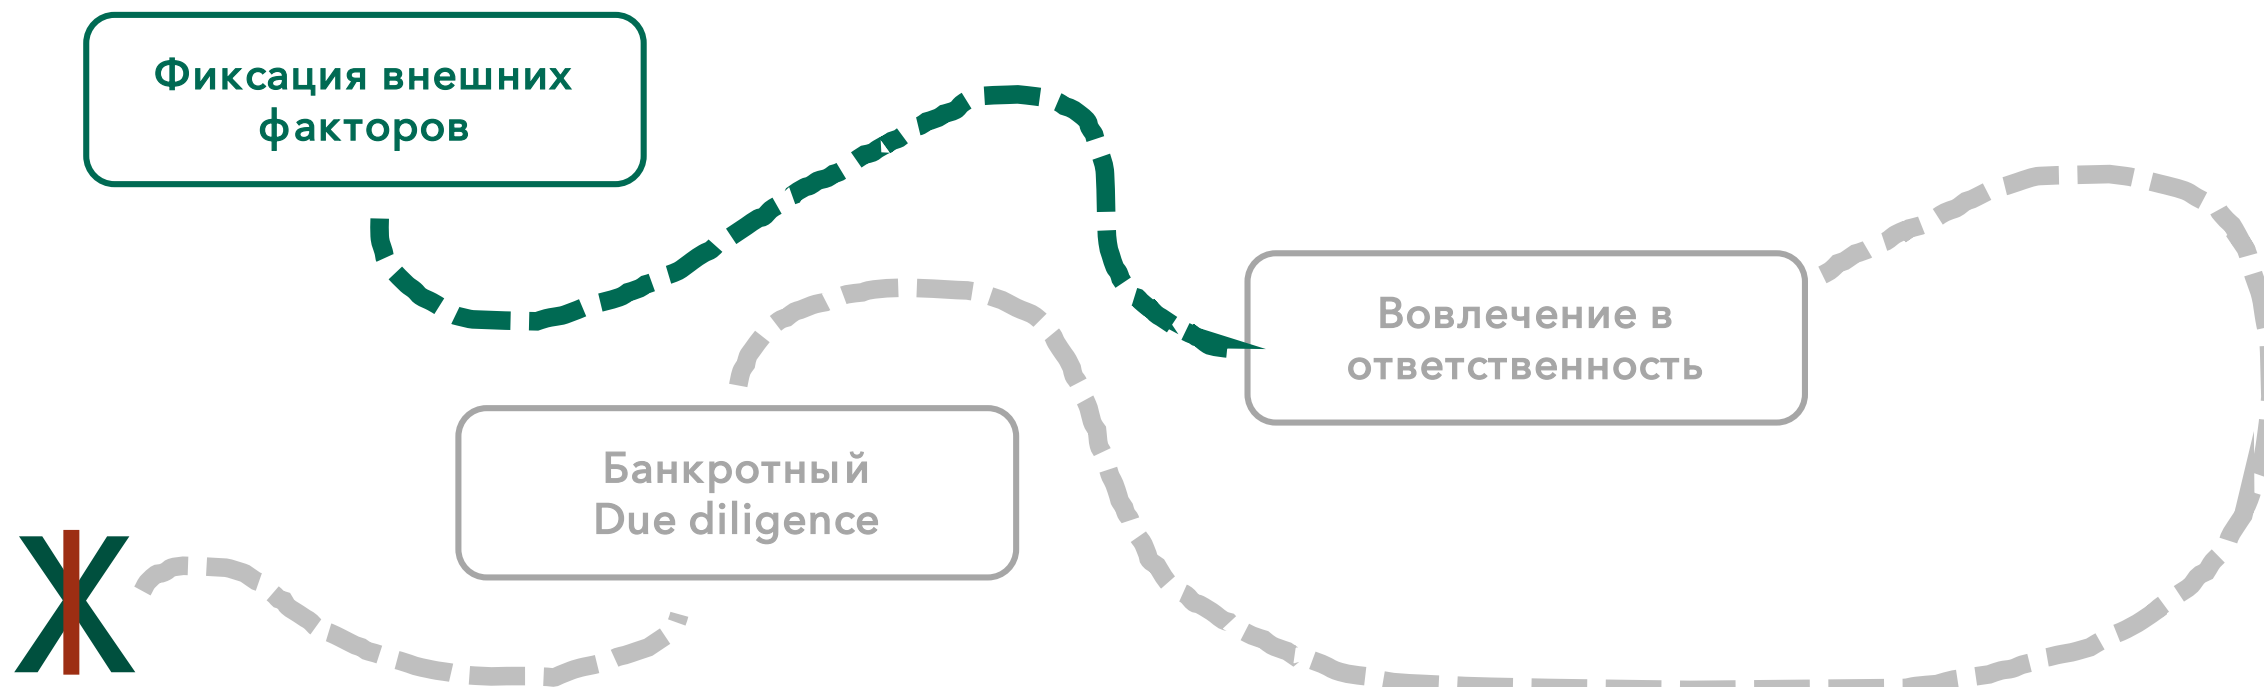 Фиксация внешних
факторов
Вовлечение в
ответственность
Банкротный
Due diligence
Ж